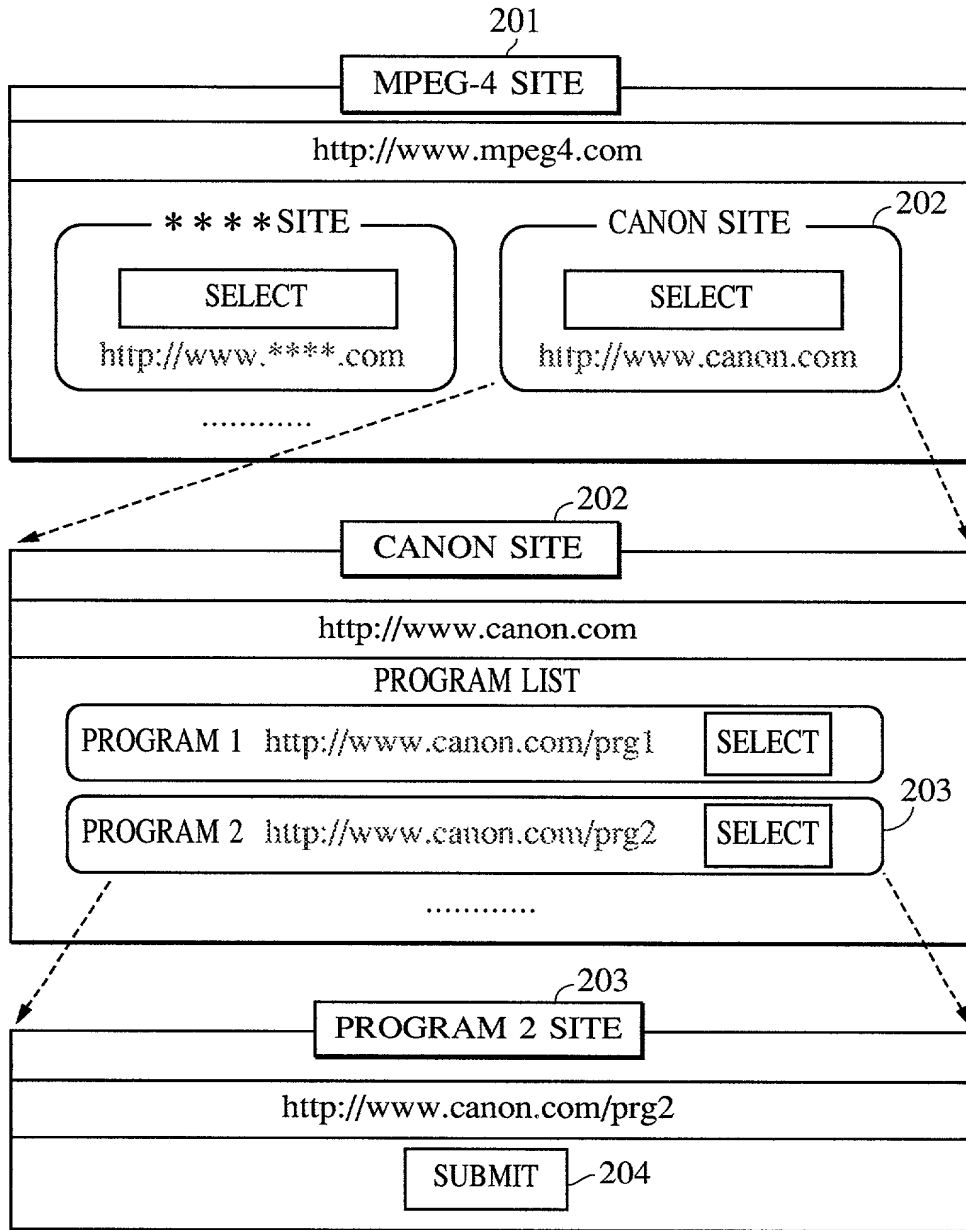 201
MPEG-4 SITE
http://www.mpeg4.com
****SITE
SELECT
http://www.****.com
CANON SITE
202
SELECT
http://www.canon.com
............
202
CANON SITE
http://www.canon.com
PROGRAM LIST
PROGRAM 1 http://www.canon.com/prg1 SELECT
PROGRAM 2 http://www.canon.com/prg2 SELECT
203
............
203
PROGRAM 2 SITE
http://www.canon.com/prg2
SUBMIT
204